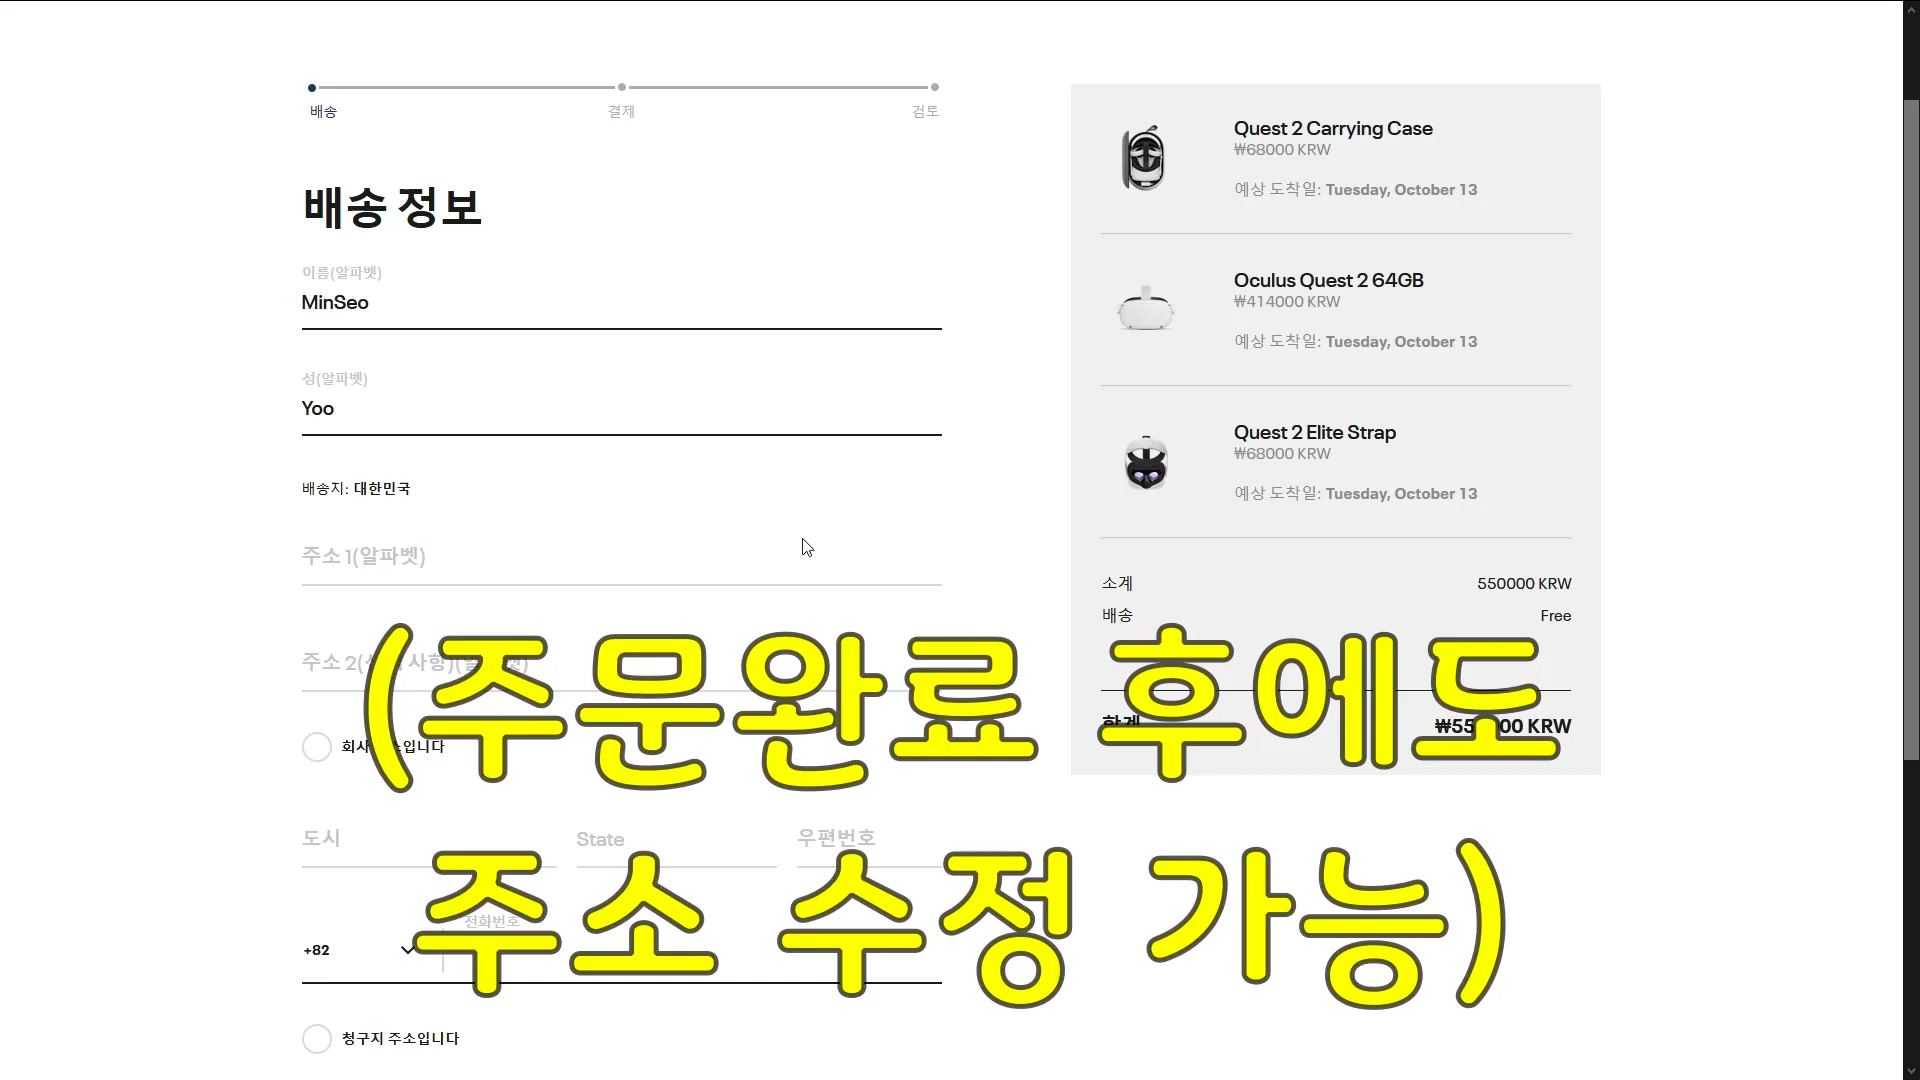 배송
결제
검토
배송 정보
이름(알파벳)
MinSeo
성(알파벳)
Yoo
배송지: 대한민국
주소 1(알파벳)
주소 2( 사항)(
회사 입니다
도시
State
우편번호
전화번호
+82
청구지 주소입니다
Quest 2 Carrying Case
₩68000 KRW
예상 도착일: Tuesday, October 13
Oculus Quest 2 64GB
₩414000 KRW
예상 도착일: Tuesday, October 13
Quest 2 Elite Strap
₩68000 KRW
예상 도착일: Tuesday, October 13
소계
550000 KRW
배송
Free
합계
KRW
(주문완료 후에도
주소 수정 가능)